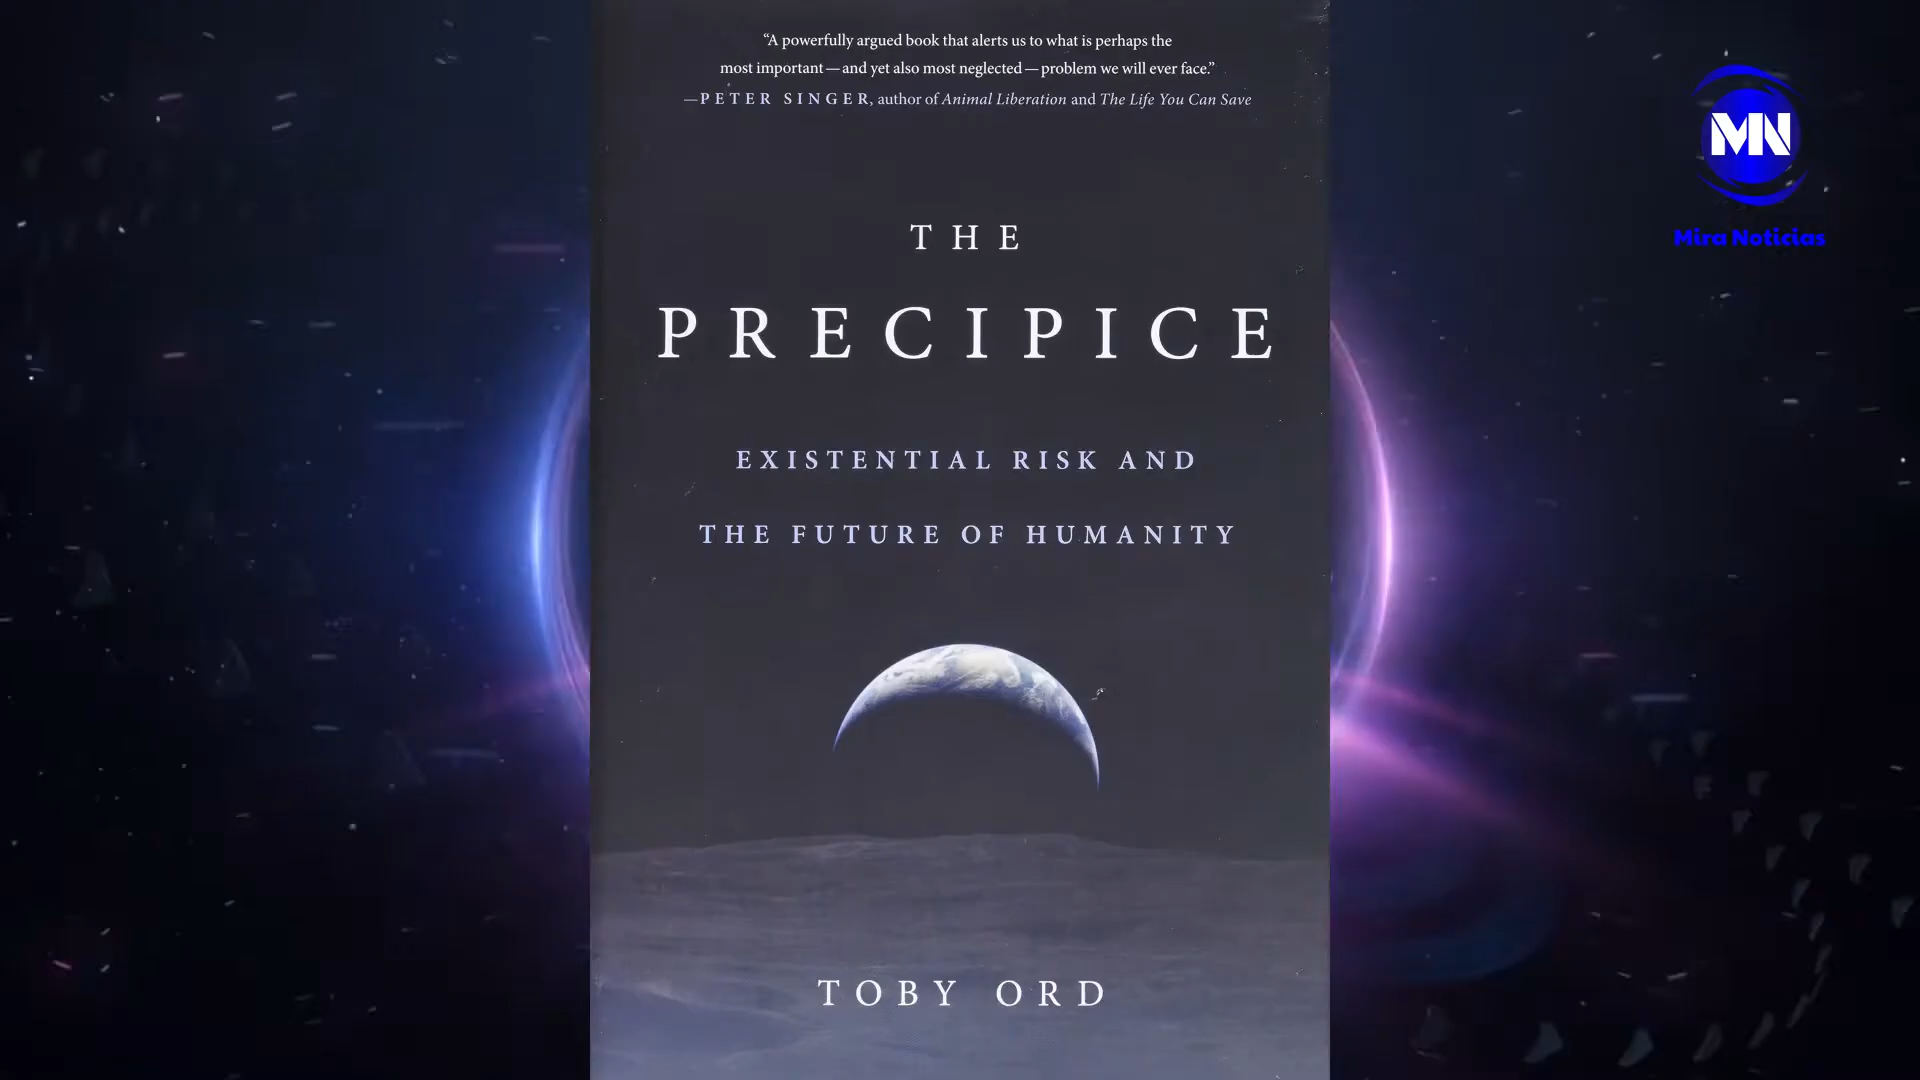 “A powerfully argued book that alerts us to what is perhaps the
most important—and yet also most neglected—problem we will ever face.”
—PETER SINGER, author of Animal Liberation and The Life You Can Save
THE
PRECIPICE
EXISTENTIAL RISK AND
THE FUTURE OF HUMANITY
TOBY ORD
MN
Mira Noticias